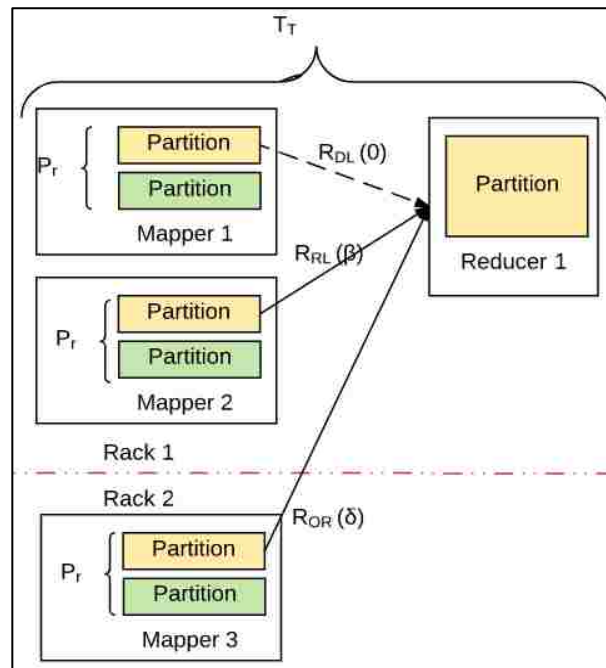 T_T
P_r
Partition
Partition
Mapper 1
R_DL (0)
Partition
Reducer 1
R_RL (β)
P_r
Partition
Partition
Mapper 2
Rack 1
Rack 2
R_OR (δ)
P_r
Partition
Partition
Mapper 3